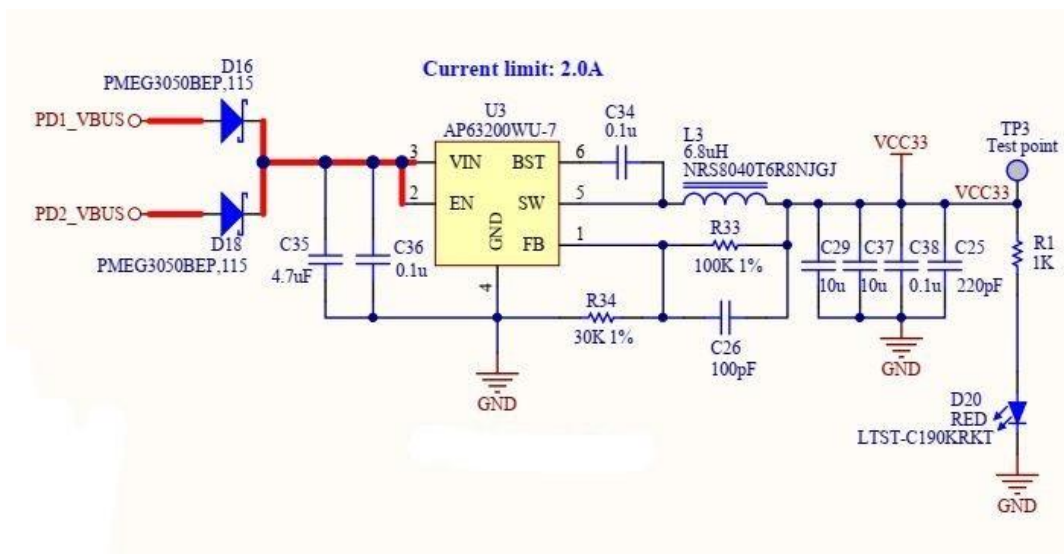 Current limit: 2.0A
D16
PMEG3050BEP,115
PD1_VBUS
PD2_VBUS
D18
PMEG3050BEP,115
C35
4.7uF
C36
0.1u
U3
AP63200WU-7
3
VIN
BST
6
2
EN
SW
5
GND
FB
1
4
GND
C34
0.1u
L3
6.8uH
NRS8040T6R8NJGJ
R33
100K 1%
R34
30K 1%
C26
100pF
VCC33
VCC33
TP3
Test point
C29
10u
C37
10u
C38
0.1u
C25
220pF
GND
R1
1K
D20
RED
LTST-C190KRKT
GND